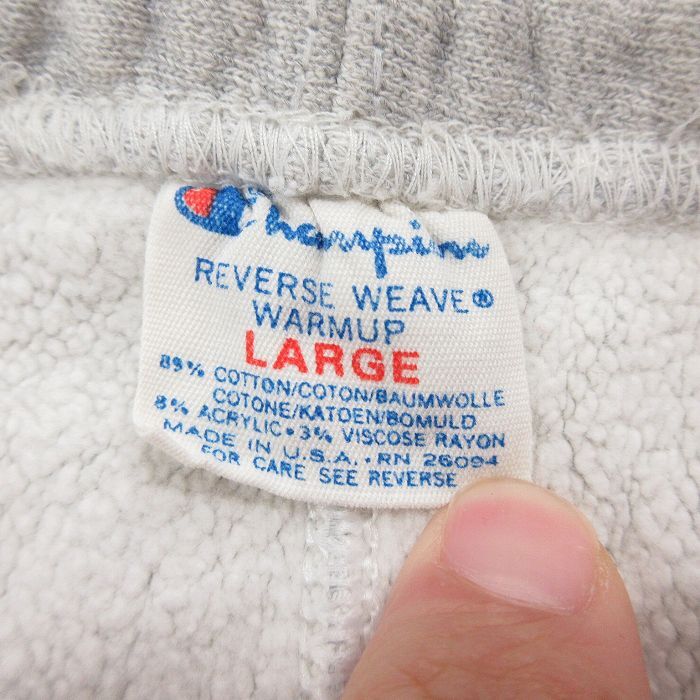 Champion
REVERSE WEAVE®
WARMUP
LARGE
89% COTTON/COTON/BAUMWOLLE
COTONE/KATOEN/BOMULD
8% ACRYLIC • 3% VISCOSE RAYON
MADE IN U.S.A. • RN 26094
FOR CARE SEE REVERSE